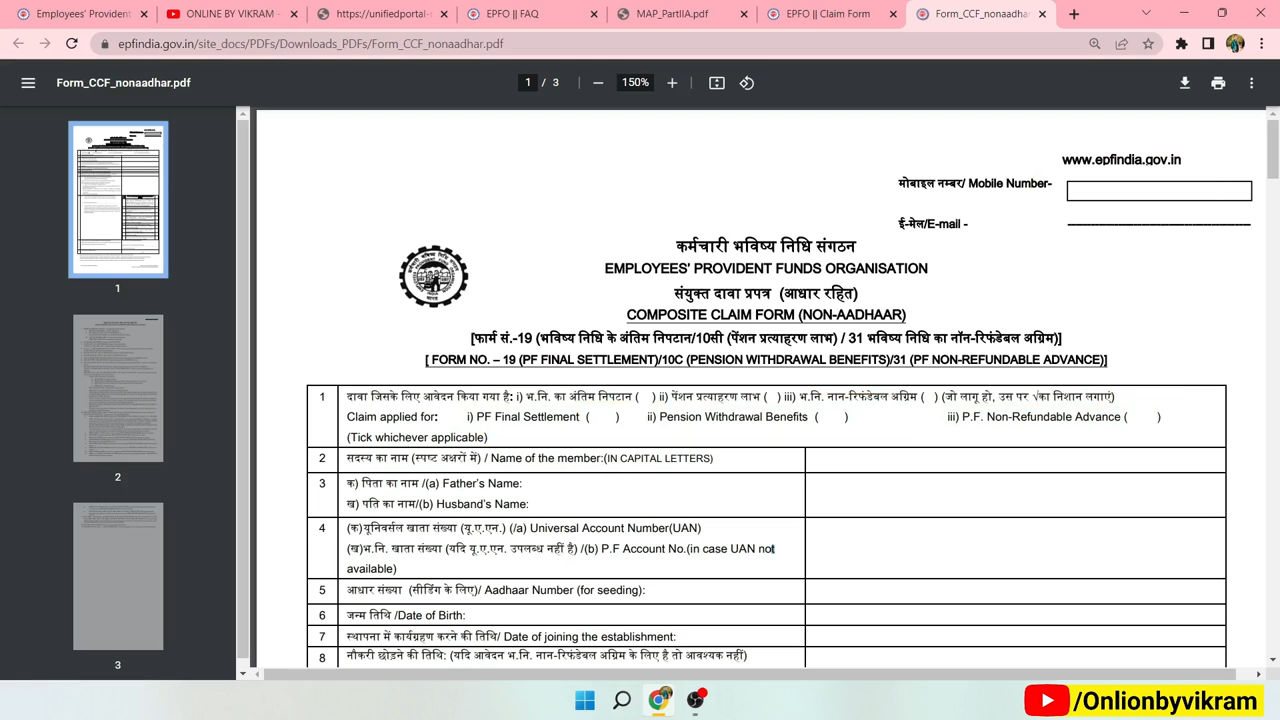 Employees' Provident
ONLINE BY VIKRAM -
https://unifiedportal-
EPFO || FAQ
MAP_PartIIA.pdf
EPFO || Claim Form
Form_CCF_nonaadhar
epfindia.gov.in/site_docs/PDFs/Downloads_PDFs/Form_CCF_nonaadhar.pdf
Form_CCF_nonaadhar.pdf
1 / 3
150%
1
2
3
www.epfindia.gov.in
मोबाइल नम्बर/ Mobile Number-
ई-मेल/E-mail -
कर्मचारी भविष्य निधि संगठन
EMPLOYEES' PROVIDENT FUNDS ORGANISATION
संयुक्त दावा प्रपत्र (आधार रहित)
COMPOSITE CLAIM FORM (NON-AADHAAR)
[फार्म सं.-19 (भविष्य निधि के अंतिम निपटान/10सी (पेंशन प्रत्याहरण लाभ) / 31 भविष्य निधि का नान-रिफंडेबल अग्रिम)]
[ FORM NO. – 19 (PF FINAL SETTLEMENT)/10C (PENSION WITHDRAWAL BENEFITS)/31 (PF NON-REFUNDABLE ADVANCE)]
1 दावा जिसके लिए आवेदन किया गया है: i) भ.नि. का अंतिम निपटान ( ) ii) पेंशन प्रत्याहरण लाभ ( ) iii) भ.नि. नान-रिफंडेबल अग्रिम ( ) (जो लागू हो, उस पर √का निशान लगाएं)
Claim applied for: i) PF Final Settlement ( ) ii) Pension Withdrawal Benefits ( ) iii) P.F. Non-Refundable Advance ( )
(Tick whichever applicable)
2 सदस्य का नाम (स्पष्ट अक्षरों में) / Name of the member:(IN CAPITAL LETTERS)
3 क) पिता का नाम /(a) Father's Name:
ख) पति का नाम/(b) Husband's Name:
4 (क)यूनिवर्सल खाता संख्या (यू.ए.एन.) (/a) Universal Account Number(UAN)
(ख)भ.नि. खाता संख्या (यदि यू.ए.एन. उपलब्ध नहीं है) /(b) P.F Account No.(in case UAN not
available)
5 आधार संख्या (सीडिंग के लिए)/ Aadhaar Number (for seeding):
6 जन्म तिथि /Date of Birth:
7 स्थापना में कार्यग्रहण करने की तिथि/ Date of joining the establishment:
8 नौकरी छोड़ने की तिथि: (यदि आवेदन भ.नि. नान-रिफंडेबल अग्रिम के लिए है तो आवश्यक नहीं)
/Onlionbyvikram